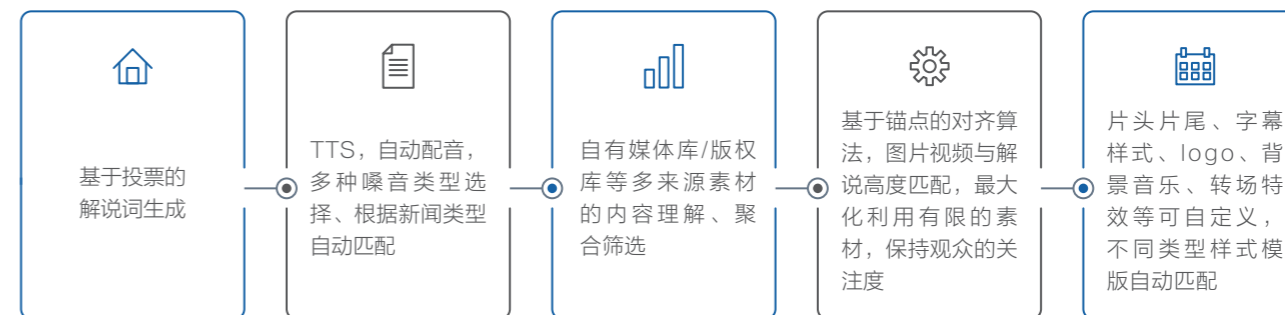 基于投票的
解说词生成
TTS，自动配音，
多种嗓音类型选
择、根据新闻类型
自动匹配
自有媒体库/版权
库等多来源素材
的内容理解、聚
合筛选
基于锚点的对齐算
法，图片视频与解
说高度匹配，最大
化利用有限的素
材，保持观众的关
注度
片头片尾、字幕
样式、logo、背
景音乐、转场特
效等可自定义，
不同类型样式模
版自动匹配